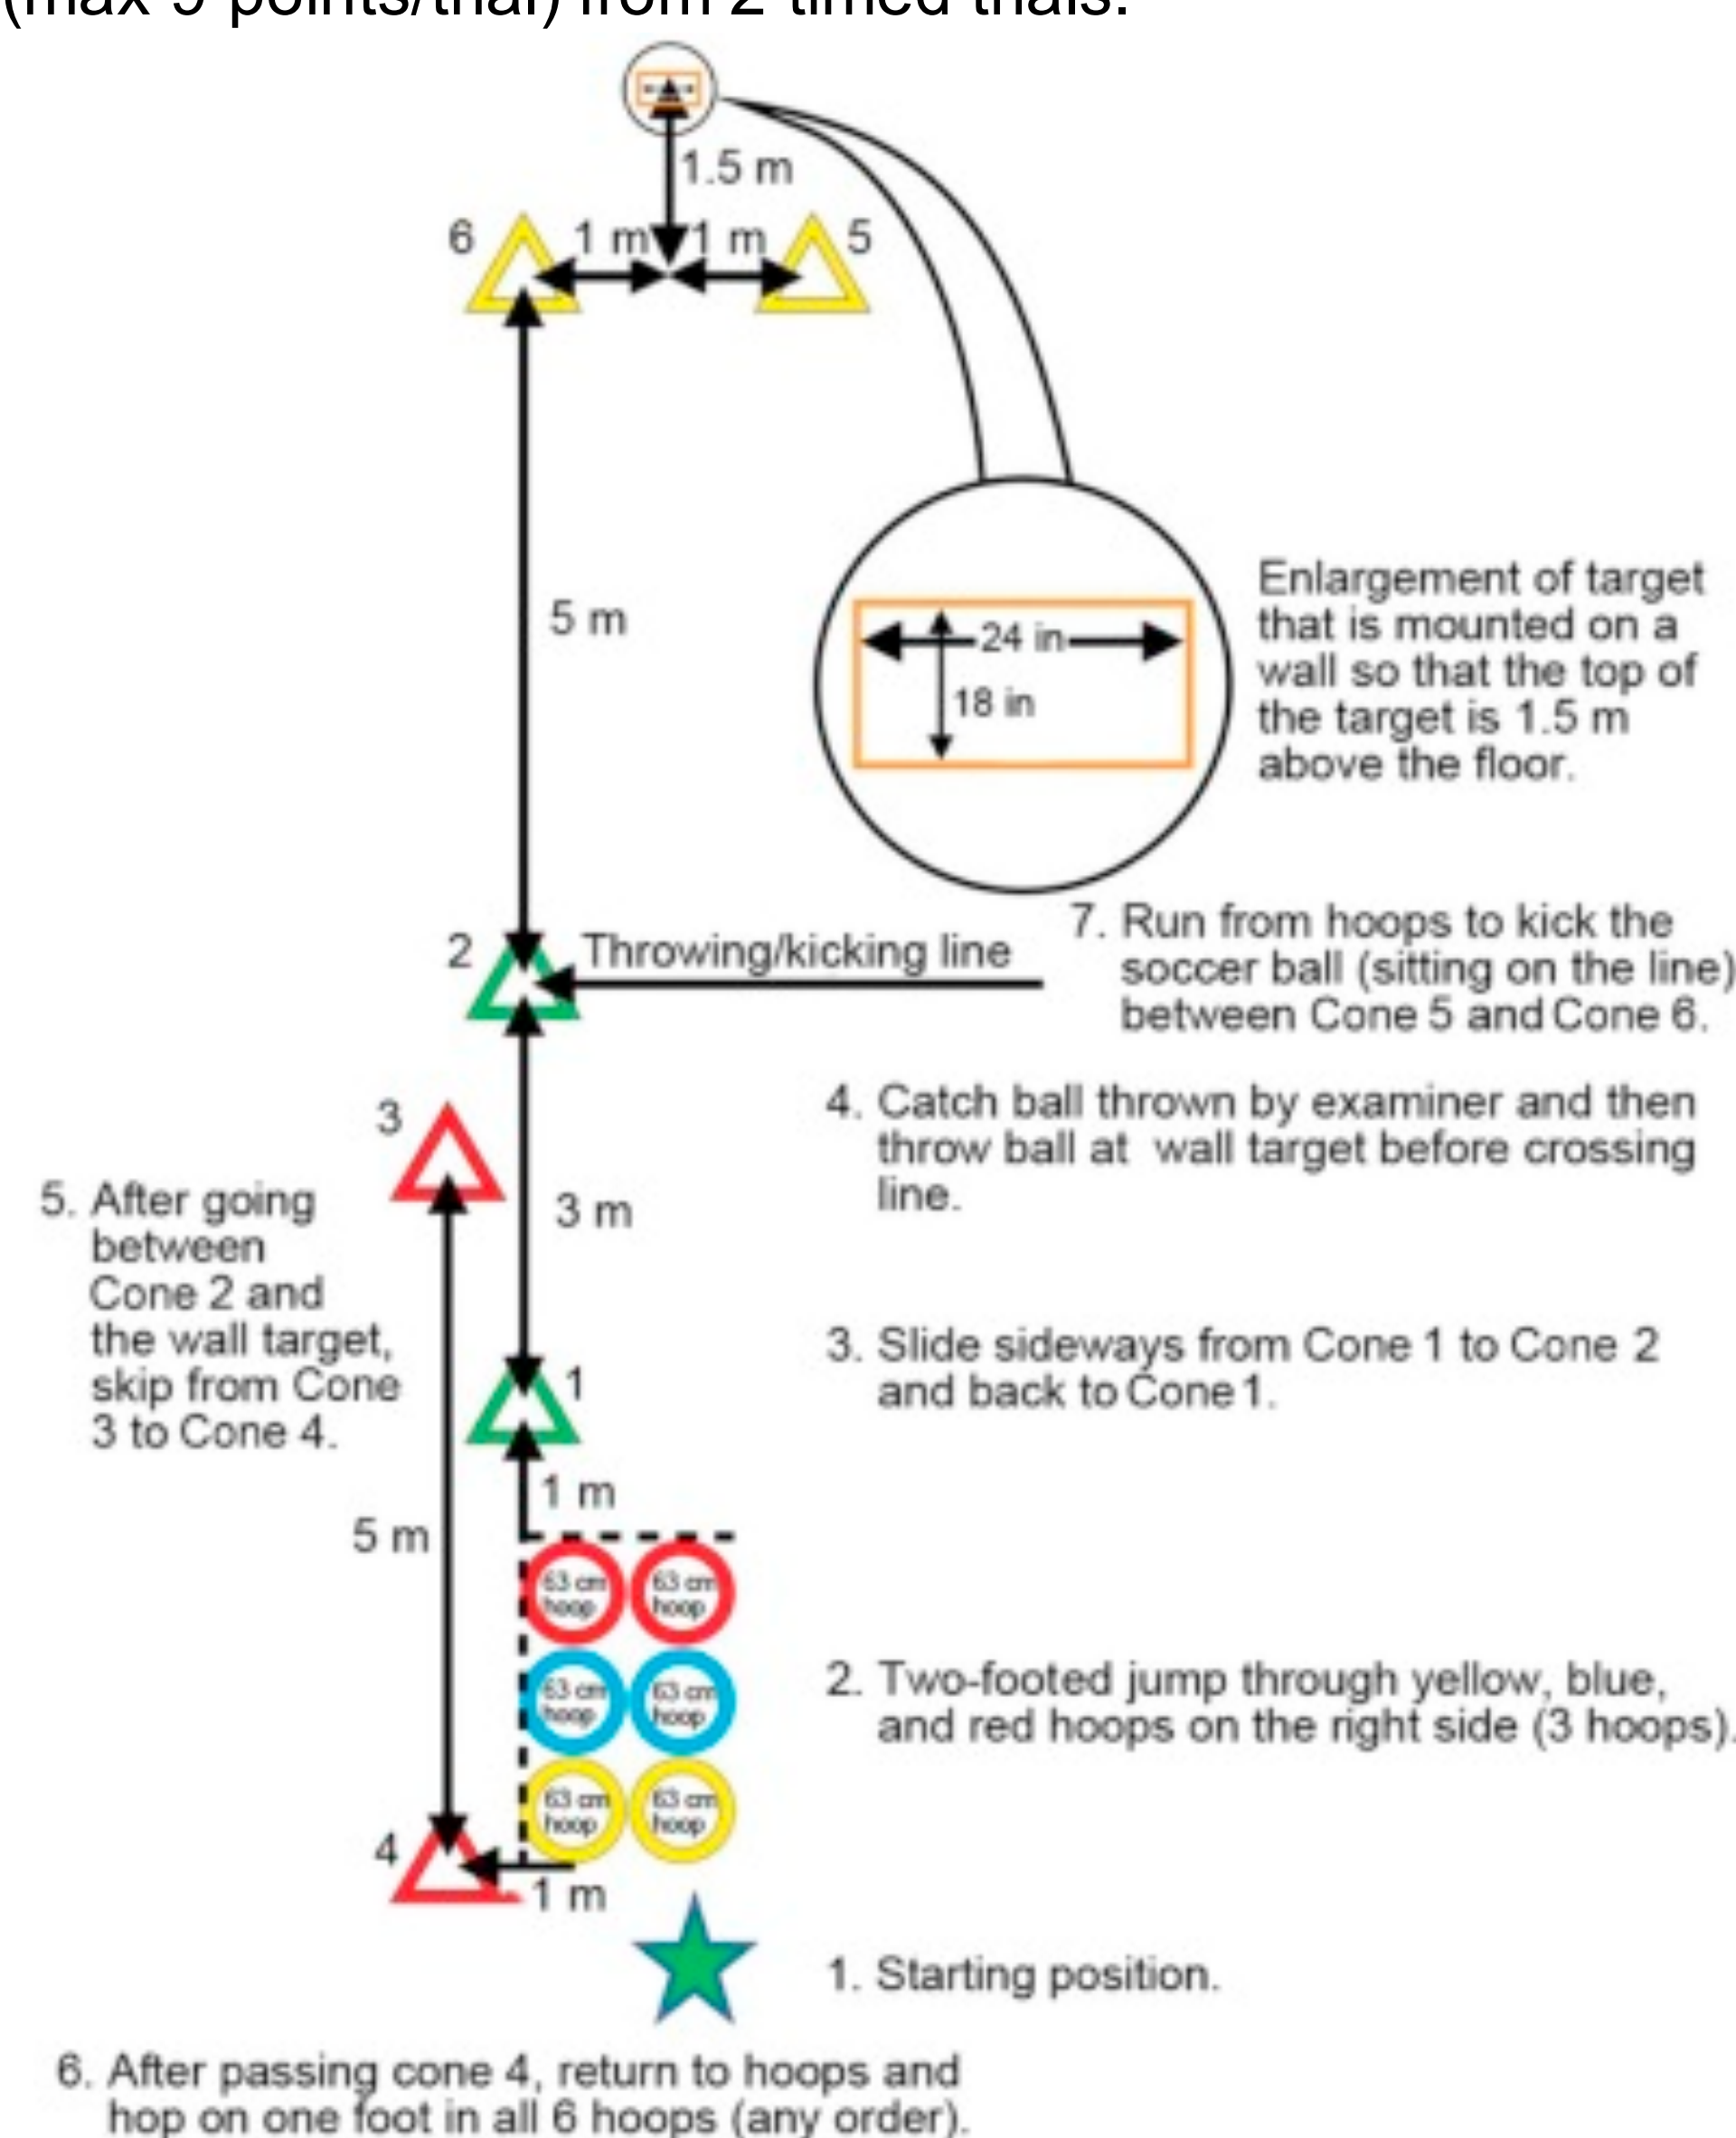 (max 9 points/trial) from 2 timed trials.
1.5 m
6
1 m
1 m
5
5 m
24 in
18 in
Enlargement of target
that is mounted on a
wall so that the top of
the target is 1.5 m
above the floor.
2
Throwing/kicking line
7. Run from hoops to kick the
soccer ball (sitting on the line)
between Cone 5 and Cone 6.
3
4. Catch ball thrown by examiner and then
throw ball at wall target before crossing
line.
5. After going
between
Cone 2 and
the wall target,
skip from Cone
3 to Cone 4.
3 m
3. Slide sideways from Cone 1 to Cone 2
and back to Cone 1.
1
1 m
5 m
63 cm
hoop
63 cm
hoop
63 cm
hoop
63 cm
hoop
2. Two-footed jump through yellow, blue,
and red hoops on the right side (3 hoops).
63 cm
hoop
63 cm
hoop
4
1 m
1. Starting position.
6. After passing cone 4, return to hoops and
hop on one foot in all 6 hoops (any order).